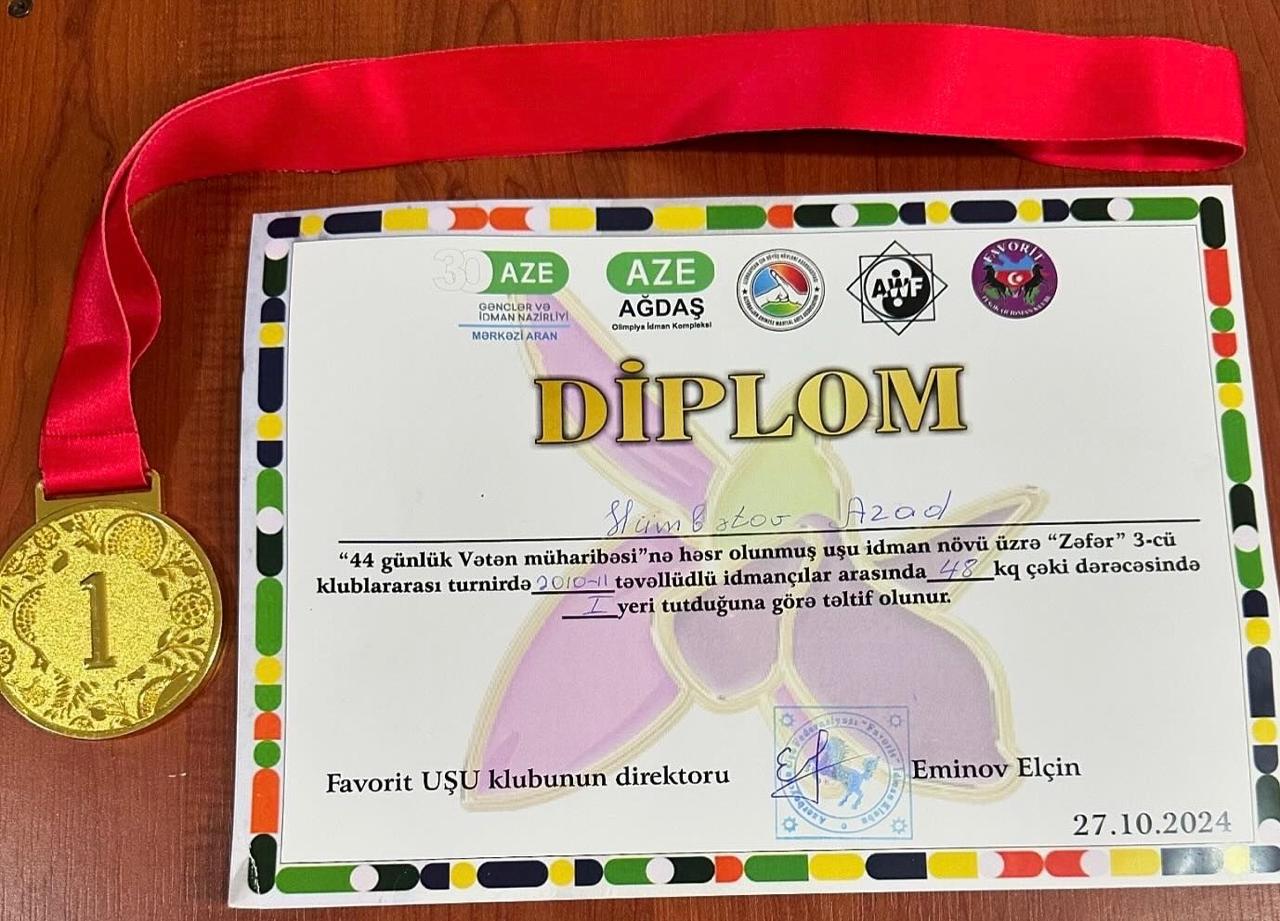 1
30 AZE
GƏNCLƏR VƏ
İDMAN NAZİRLİYİ
MƏRKƏZİ ARAN
AZE
AĞDAŞ
Olimpiya İdman Kompleksi
AWF
FAVORİT
DİPLOM
Hümbətov Azad
“44 günlük Vətən müharibəsi”nə həsr olunmuş uşu idman növü üzrə “Zəfər” 3-cü
klublararası turnirdə 2010-11 təvəllüdlü idmançılar arasında 48 kq çəki dərəcəsində
I yeri tutduğuna görə təltif olunur.
Favorit UŞU klubunun direktoru
Eminov Elçin
27.10.2024